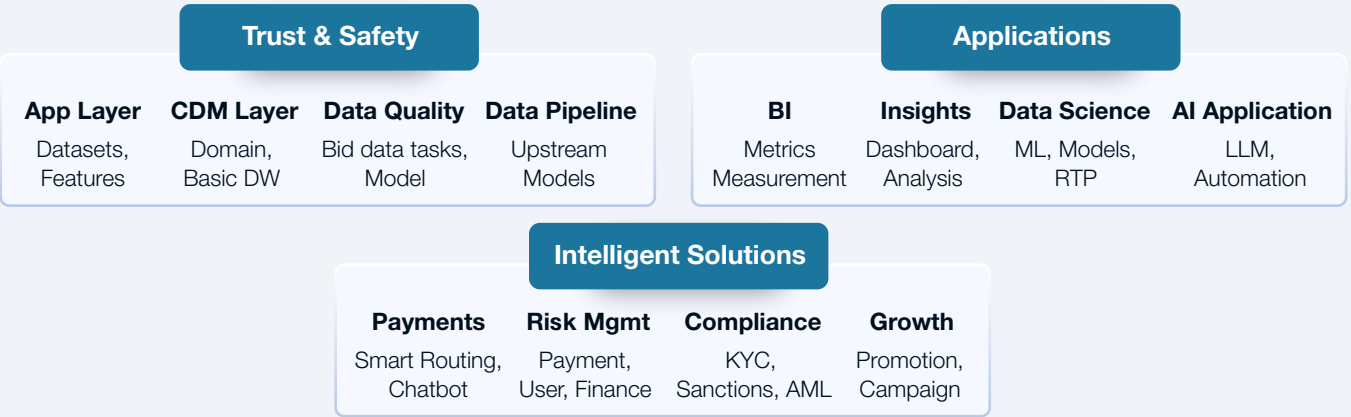 Trust & Safety
App Layer
Datasets,
Features
CDM Layer
Domain,
Basic DW
Data Quality
Bid data tasks,
Model
Data Pipeline
Upstream
Models
Applications
BI
Metrics
Measurement
Insights
Dashboard,
Analysis
Data Science
ML, Models,
RTP
AI Application
LLM,
Automation
Intelligent Solutions
Payments
Smart Routing,
Chatbot
Risk Mgmt
Payment,
User, Finance
Compliance
KYC,
Sanctions, AML
Growth
Promotion,
Campaign